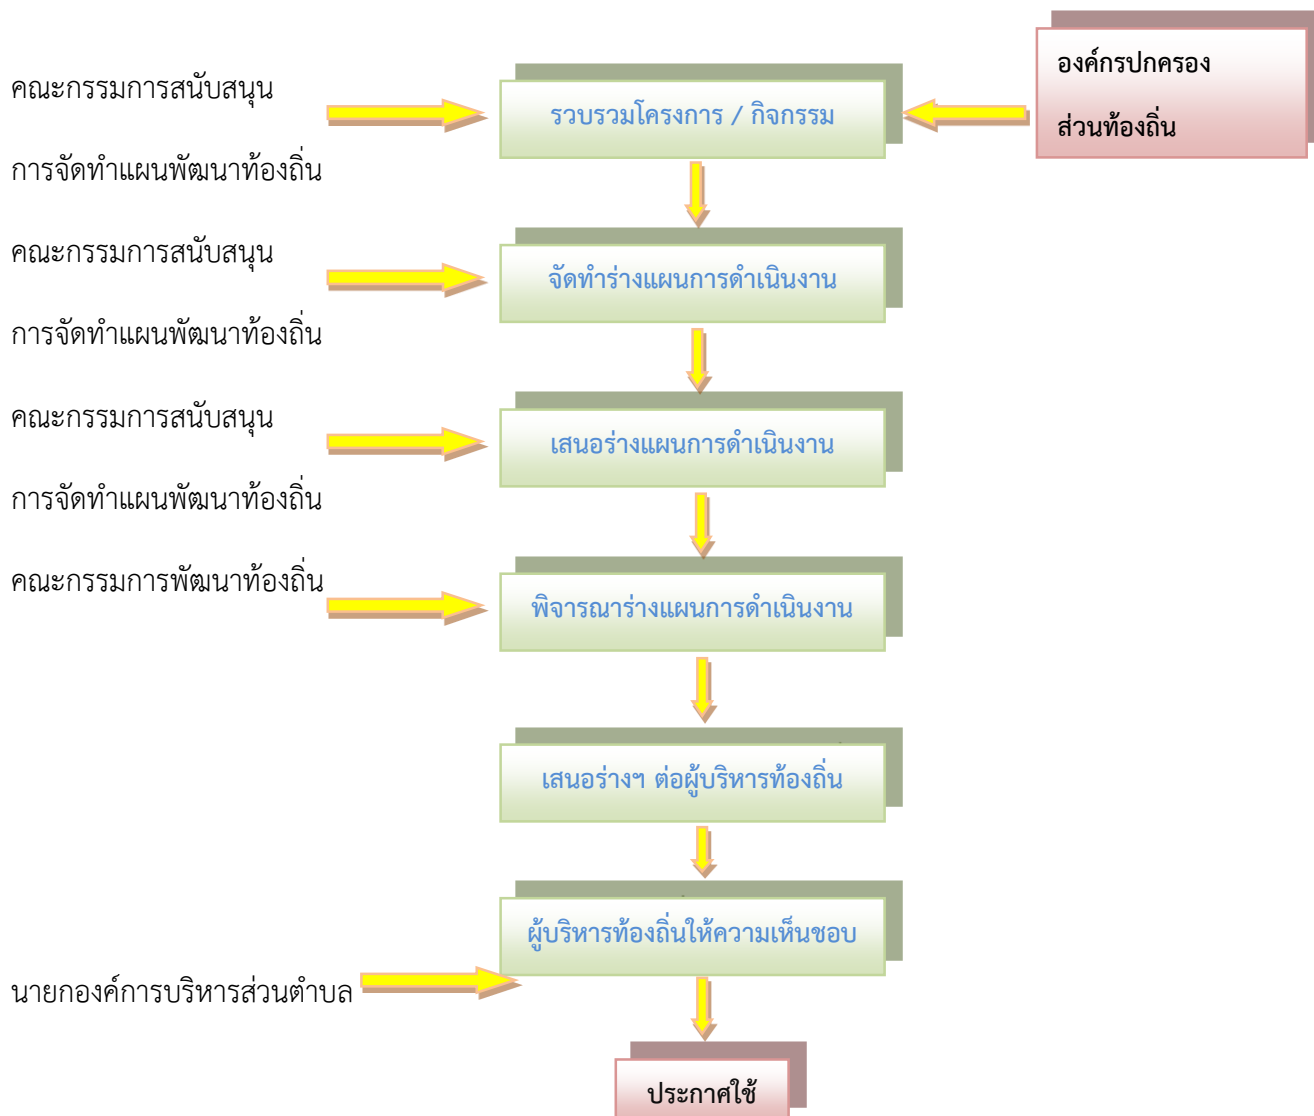 องค์กรปกครอง
ส่วนท้องถิ่น
คณะกรรมการสนับสนุน
รวบรวมโครงการ / กิจกรรม
การจัดทำแผนพัฒนาท้องถิ่น
คณะกรรมการสนับสนุน
จัดทำร่างแผนการดำเนินงาน
การจัดทำแผนพัฒนาท้องถิ่น
คณะกรรมการสนับสนุน
เสนอร่างแผนการดำเนินงาน
การจัดทำแผนพัฒนาท้องถิ่น
คณะกรรมการพัฒนาท้องถิ่น
พิจารณาร่างแผนการดำเนินงาน
เสนอร่างฯ ต่อผู้บริหารท้องถิ่น
ผู้บริหารท้องถิ่นให้ความเห็นชอบ
นายกองค์การบริหารส่วนตำบล
ประกาศใช้